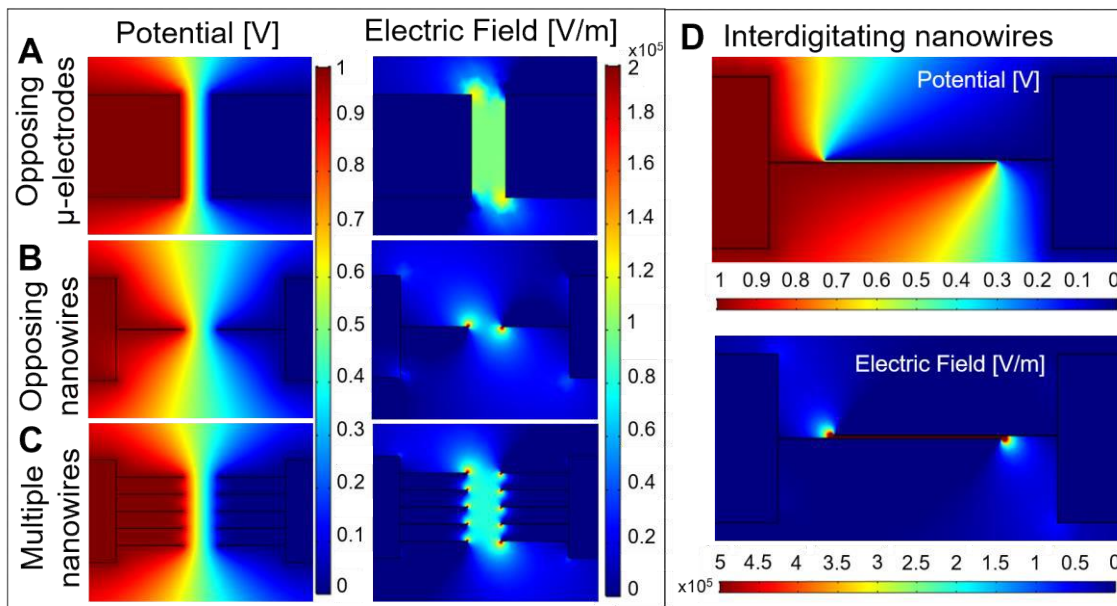 Potential [V]
Electric Field [V/m]
A
Opposing
μ-electrodes
1
0.9
0.8
0.7
0.6
0.5
0.4
0.3
0.2
0.1
0
x10⁵
2
1.8
1.6
1.4
1.2
1
0.8
0.6
0.4
0.2
0
B
Opposing
nanowires
C
Multiple
nanowires
D Interdigitating nanowires
Potential [V]
1 0.9 0.8 0.7 0.6 0.5 0.4 0.3 0.2 0.1 0
Electric Field [V/m]
5 4.5 4 3.5 3 2.5 2 1.5 1 0.5 0
x10⁵